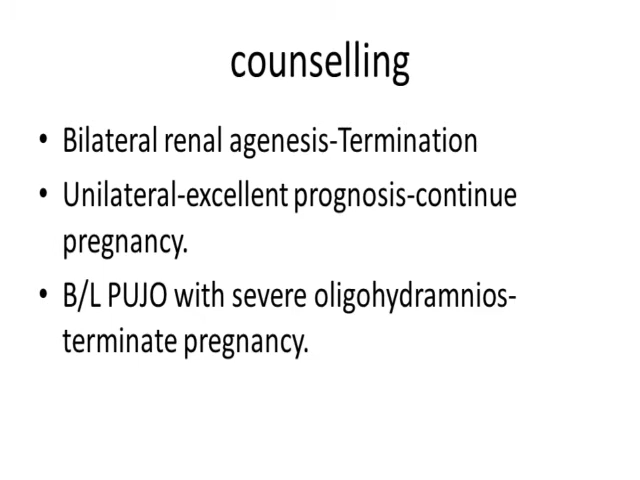 counselling
• Bilateral renal agenesis-Termination
• Unilateral-excellent prognosis-continue
pregnancy.
• B/L PUJO with severe oligohydramnios-
terminate pregnancy.